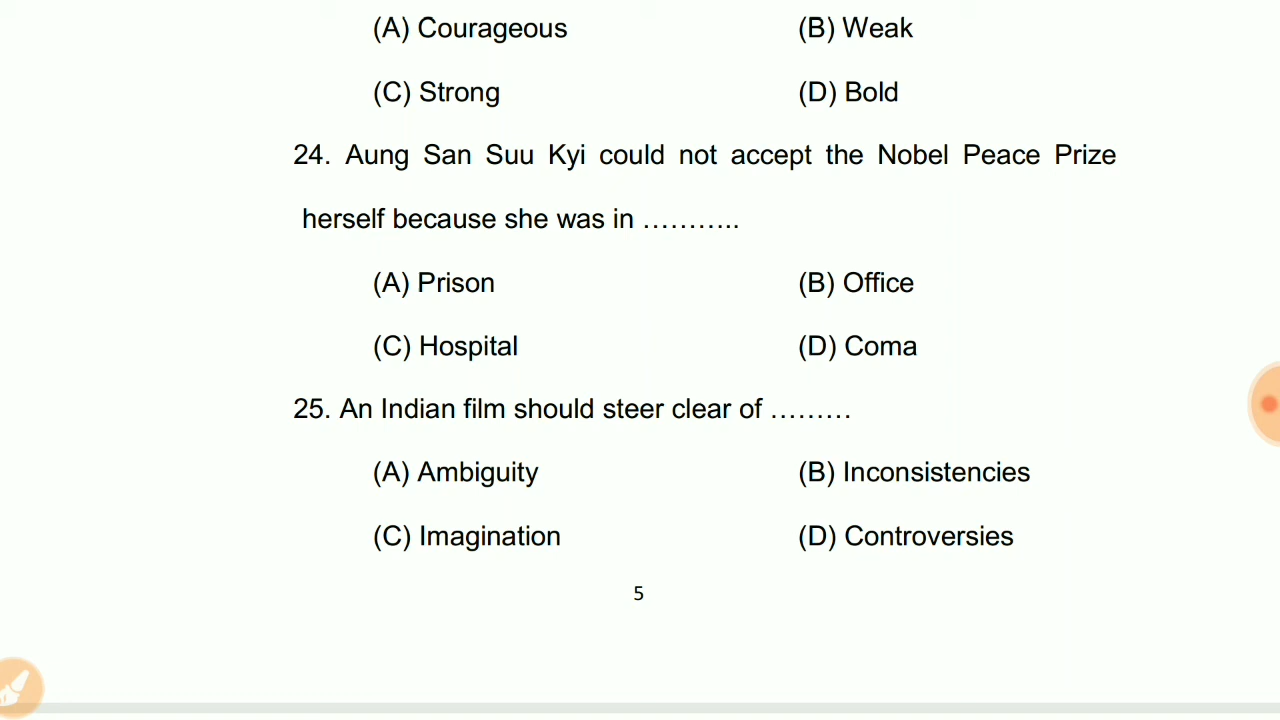 (A) Courageous (B) Weak
(C) Strong (D) Bold
24. Aung San Suu Kyi could not accept the Nobel Peace Prize
herself because she was in ………..
(A) Prison (B) Office
(C) Hospital (D) Coma
25. An Indian film should steer clear of ………
(A) Ambiguity (B) Inconsistencies
(C) Imagination (D) Controversies
5